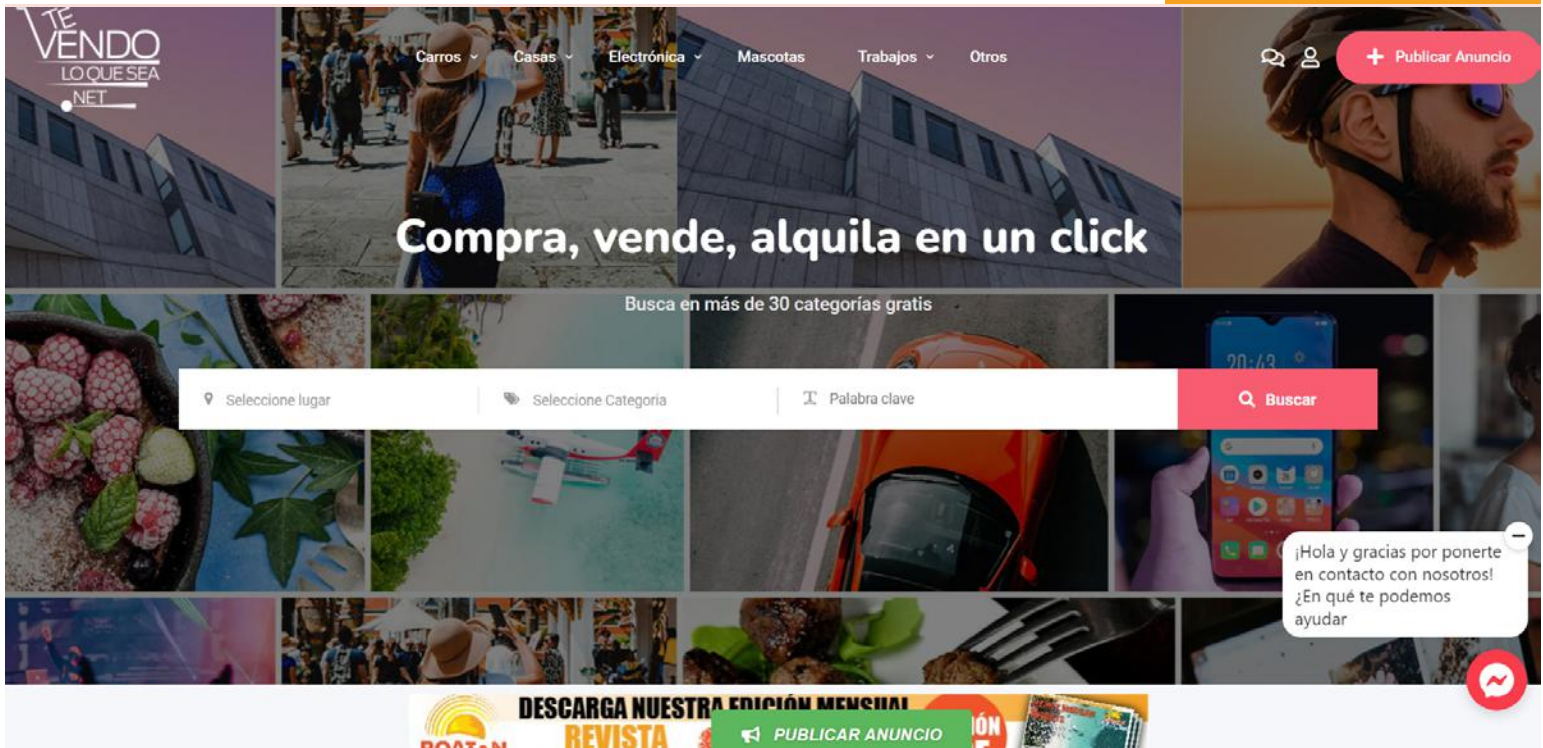 TE
VENDO
LO QUE SEA
.NET
Carros
Casas
Electrónica
Mascotas
Trabajos
Otros
+ Publicar Anuncio
Compra, vende, alquila en un click
Busca en más de 30 categorías gratis
Seleccione lugar
Seleccione Categoria
Palabra clave
Buscar
20:43
¡Hola y gracias por ponerte
en contacto con nosotros!
¿En qué te podemos
ayudar
DESCARGA NUESTRA EDICIÓN MENSUAL
REVISTA
PUBLICAR ANUNCIO